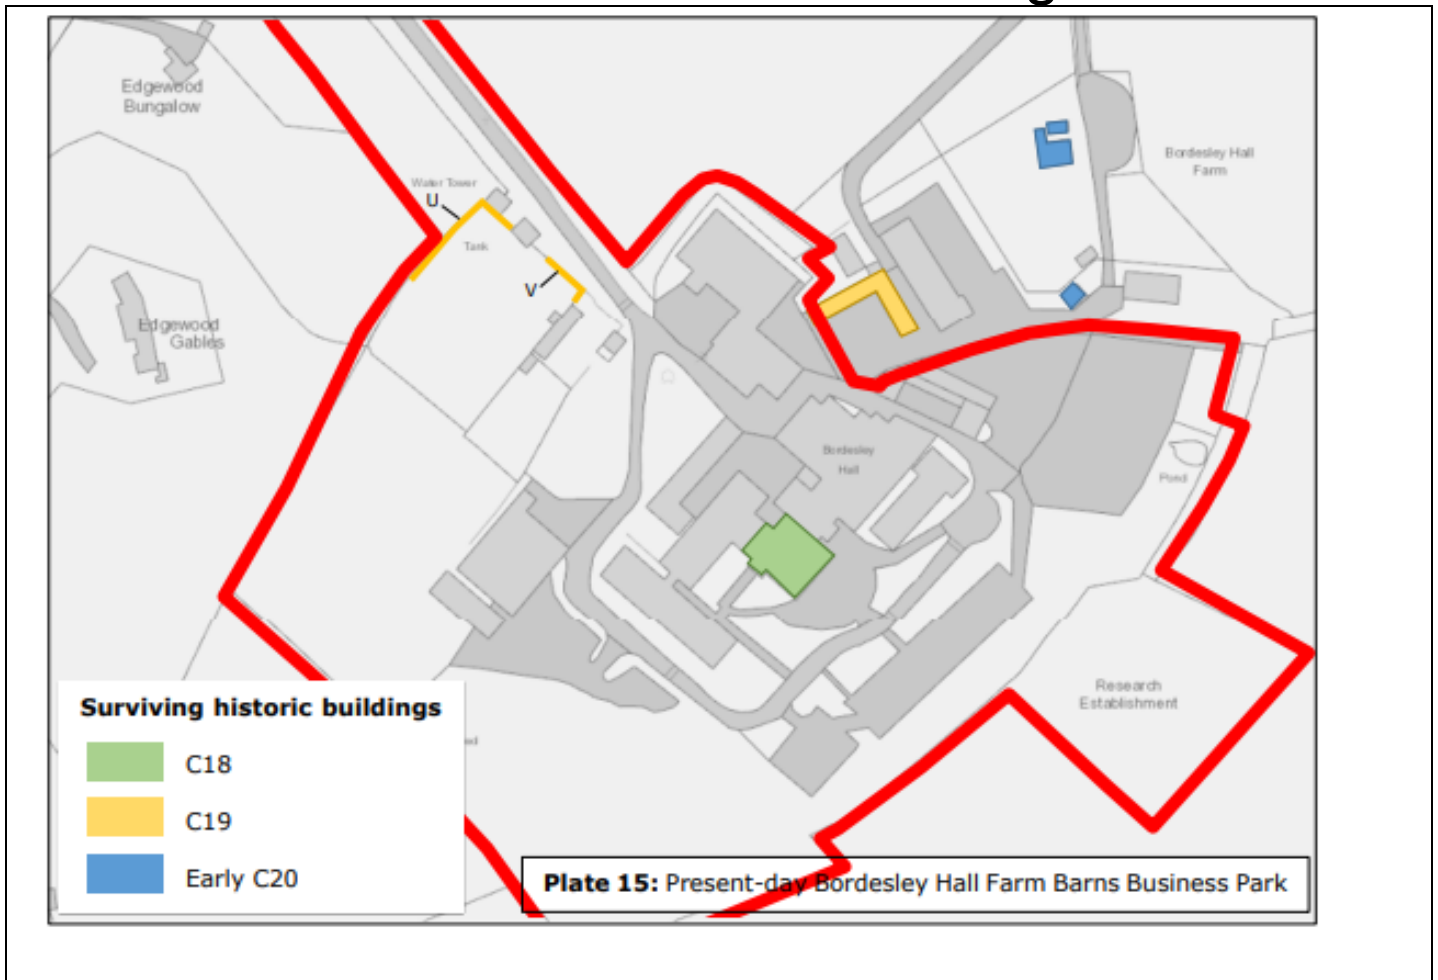 Edgewood
Bungalow
Water Tower
U
Tank
V
Edgewood
Gables
Bordesley Hall
Farm
Bordesley
Hall
Pond
Research
Establishment
Surviving historic buildings
C18
C19
Early C20
Plate 15: Present-day Bordesley Hall Farm Barns Business Park